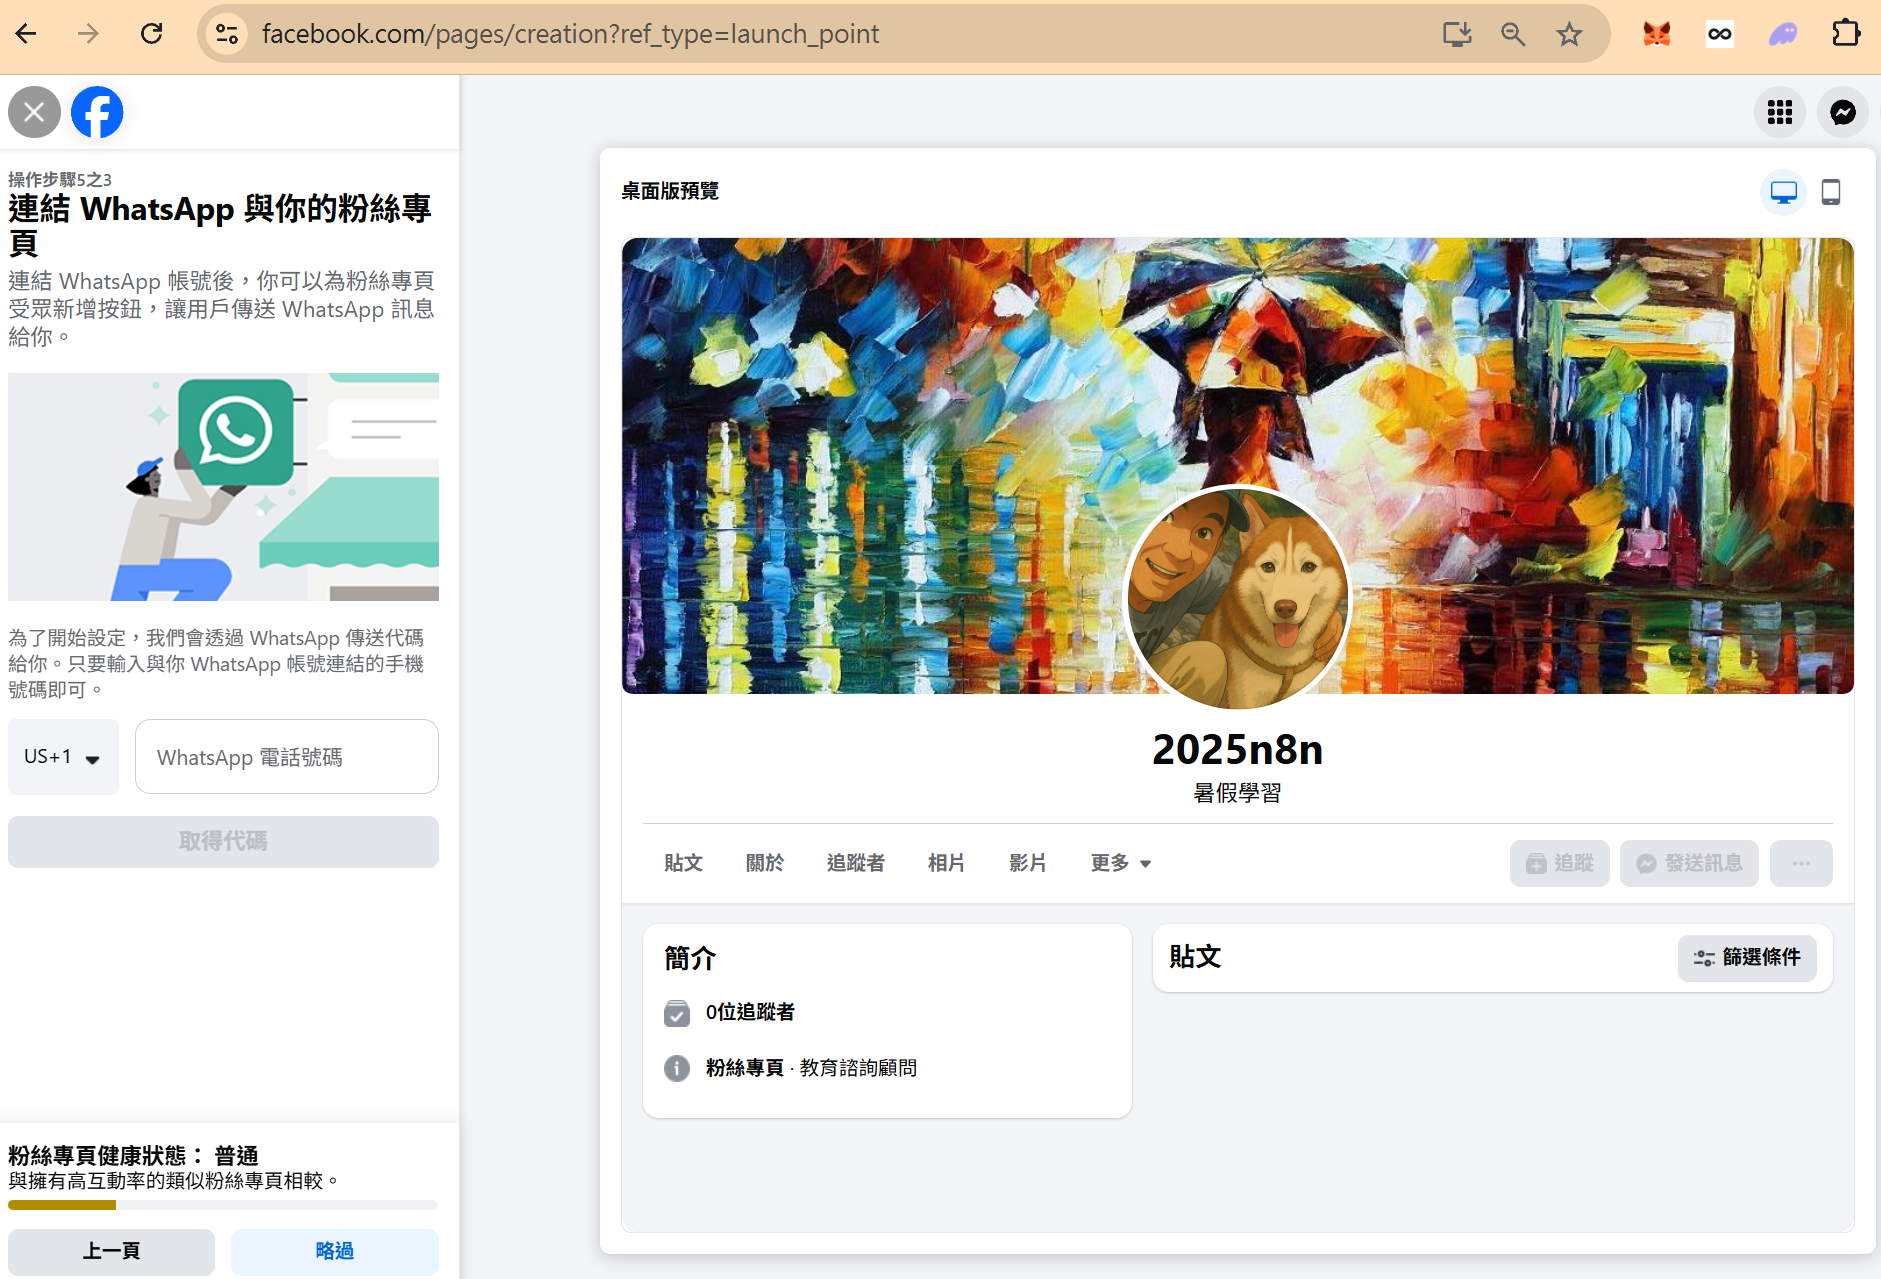 facebook.com/pages/creation?ref_type=launch_point
操作步驟5之3
連結 WhatsApp 與你的粉絲專
頁
連結 WhatsApp 帳號後，你可以為粉絲專頁
受眾新增按鈕，讓用戶傳送 WhatsApp 訊息
給你。
為了開始設定，我們會透過 WhatsApp 傳送代碼
給你。只要輸入與你 WhatsApp 帳號連結的手機
號碼即可。
US+1
WhatsApp 電話號碼
取得代碼
粉絲專頁健康狀態： 普通
與擁有高互動率的類似粉絲專頁相較。
上一頁
略過
桌面版預覽
2025n8n
暑假學習
貼文
關於
追蹤者
相片
影片
更多
追蹤
發送訊息
簡介
0位追蹤者
粉絲專頁 · 教育諮詢顧問
貼文
篩選條件